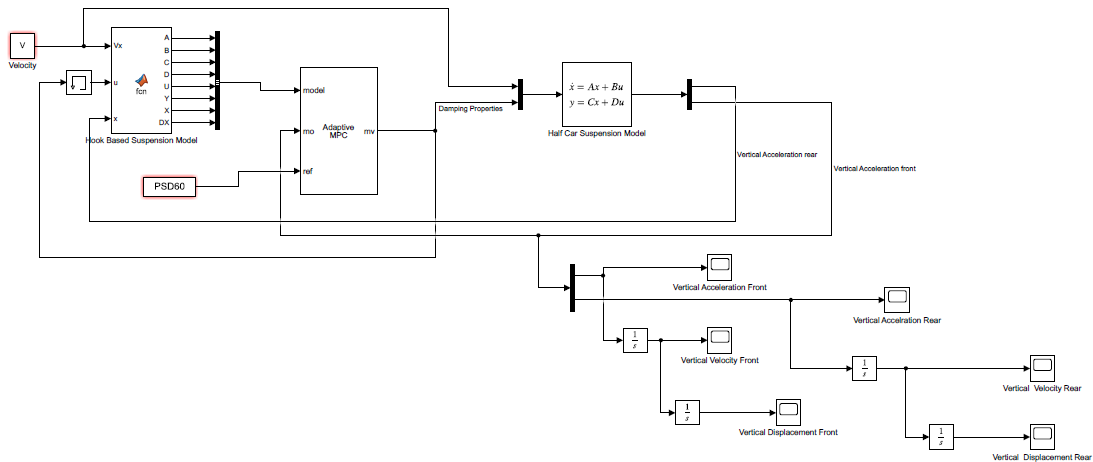 V
Velocity
Vx
u
x
fcn
A
B
C
D
U
Y
X
DX
Hook Based Suspension Model
PSD60
model
mo
ref
Adaptive
MPC
mv
Damping Properties
ẋ = Ax + Bu
y = Cx + Du
Half Car Suspension Model
Vertical Acceleration rear
Vertical Acceleration front
Vertical Acceleration Front
Vertical Accelration Rear
1
s
Vertical Velocity Front
1
s
Vertical Velocity Rear
1
s
Vertical Displacement Front
1
s
Vertical Displacement Rear